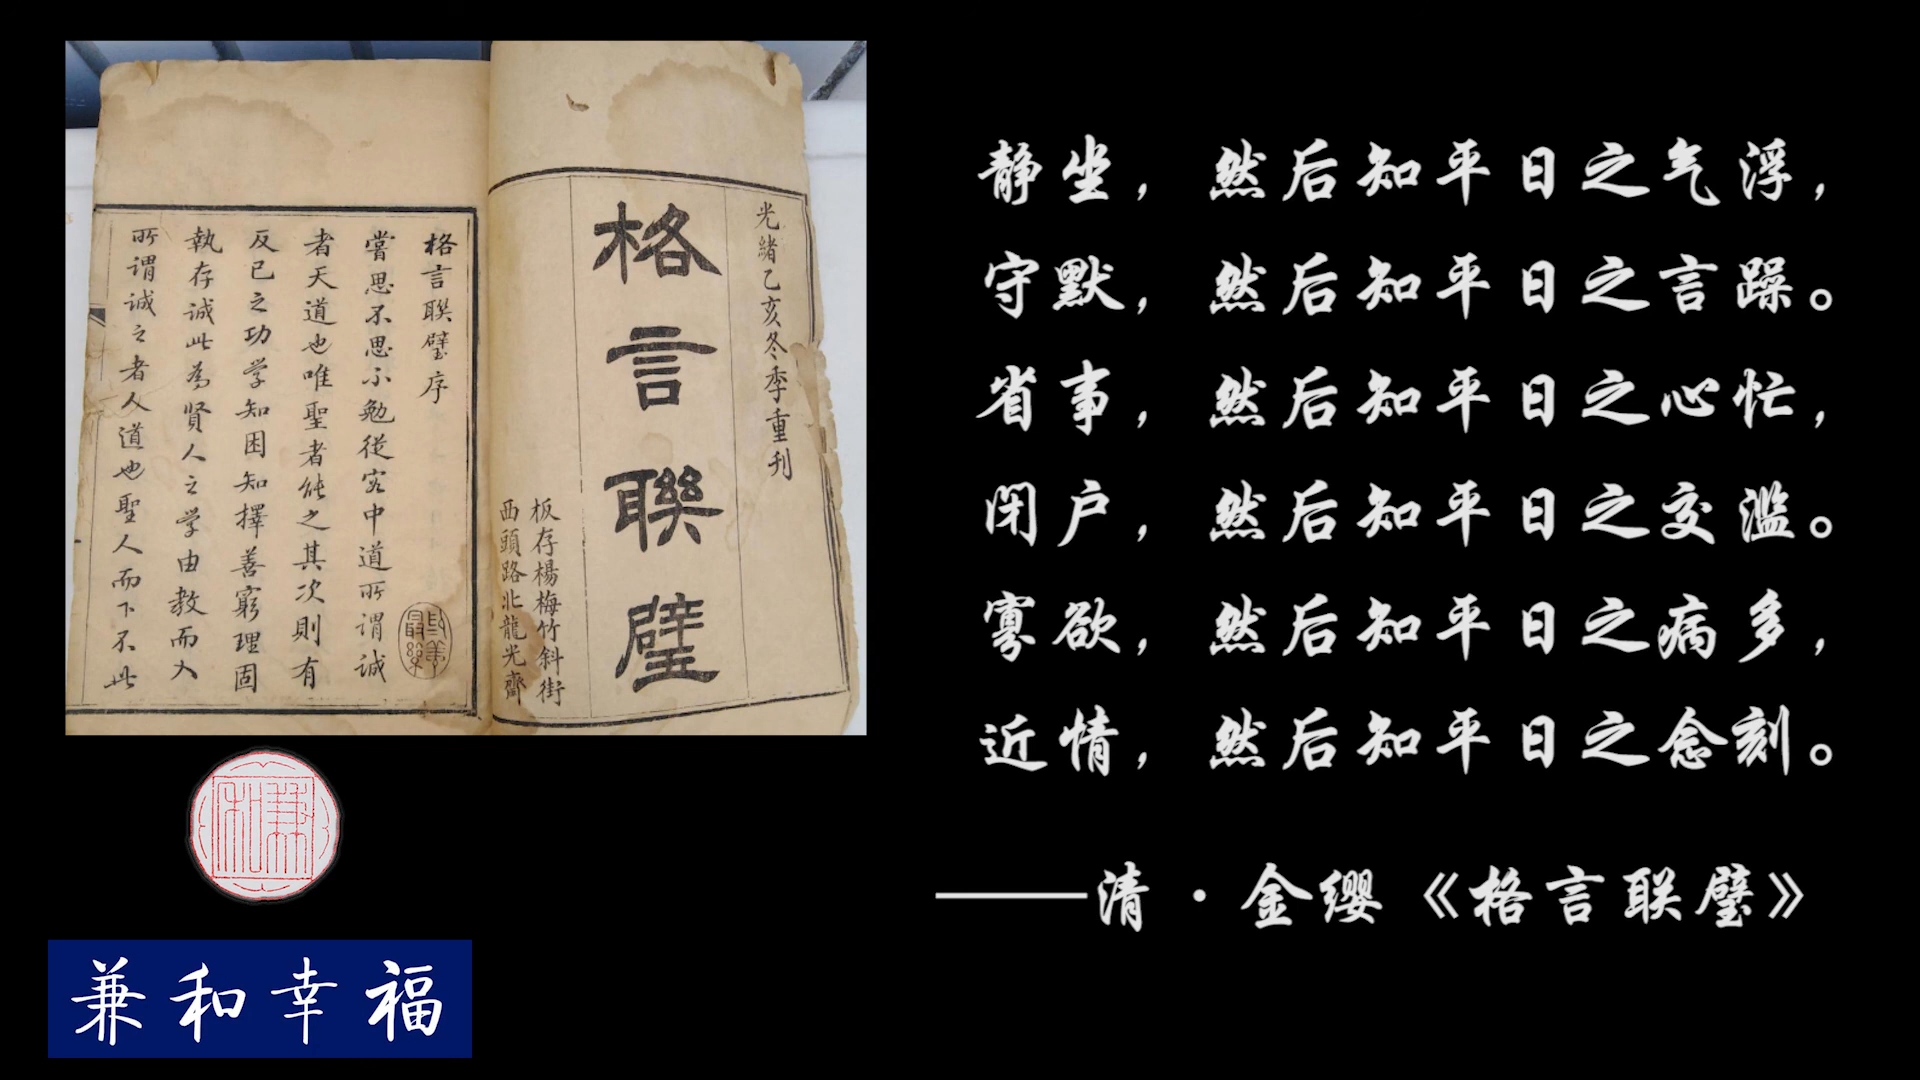 光緒乙亥冬季重刊
格言聯璧
板存楊梅竹斜街
西頭路北龍光齋
格言聯璧序
嘗思不思不勉從容中道所謂誠
者天道也唯聖者能之其次則有
反已之功学知困知擇善窮理固
執存誠此為賢人之学由教而入
所謂誠之者人道也聖人而下不此
静坐，然后知平日之气浮，
守默，然后知平日之言躁。
省事，然后知平日之心忙，
闭户，然后知平日之交滥。
寡欲，然后知平日之病多，
近情，然后知平日之念刻。
——清·金缨《格言联璧》
兼和
兼和幸福